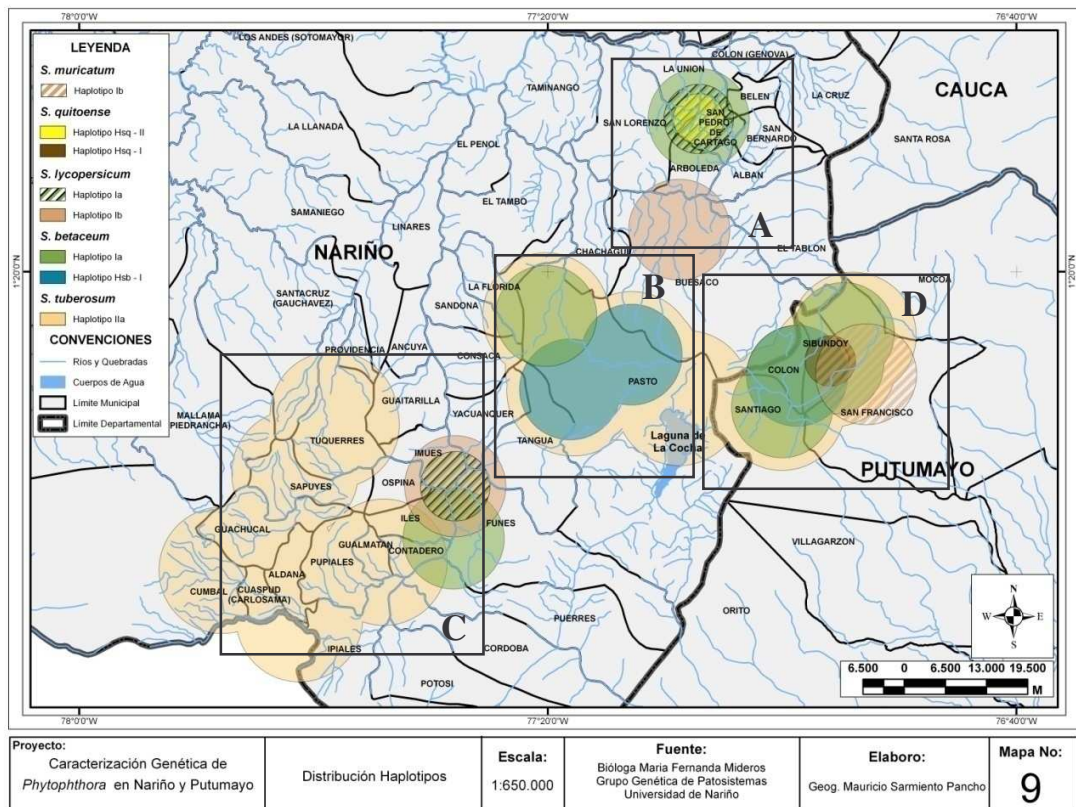 78°0'0"W
77°20'0"W
76°40'0"W
LEYENDA
S. muricatum
Haplotipo Ib
S. quitoense
Haplotipo Hsq - II
Haplotipo Hsq - I
S. lycopersicum
Haplotipo Ia
Haplotipo Ib
S. betaceum
Haplotipo Ia
Haplotipo Hsb - I
S. tuberosum
Haplotipo IIa
CONVENCIONES
Ríos y Quebradas
Cuerpos de Agua
Límite Municipal
Límite Departamental
LOS ANDES (SOTOMAYOR)
COLON (GENOVA)
LA UNION
TAMINANGO
BELEN
LA CRUZ
CAUCA
SAN LORENZO
SAN
PEDRO
DE
CARTAGO
LA LLANADA
SAN
BERNARDO
SANTA ROSA
EL PENOL
ARBOLEDA
ALBAN
EL TAMBO
SAMANIEGO
LINARES
A
NARIÑO
CHACHAGUI
EL TABLON
1°20'0"N
1°20'0"N
MOCOA
BUESACO
LA FLORIDA
B
SANTACRUZ
(GAUCHAVEZ)
SANDONA
D
SIBUNDOY
PROVIDENCIA
ANCUYA
CONSACA
COLON
PASTO
GUAITARILLA
MALLAMA
(PIEDRANCHA)
YACUANQUER
SANTIAGO
SAN FRANCISCO
TUQUERRES
TANGUA
Laguna de
La Cocha
IMUES
PUTUMAYO
SAPUYES
OSPINA
ILES
FUNES
GUACHUCAL
GUALMATAN
CONTADERO
VILLAGARZON
PUPIALES
ALDANA
CUMBAL
CUASPUD
(CARLOSAMA)
ORITO
PUERRES
C
IPIALES
CORDOBA
POTOSI
N
W
E
S
6.500 0 6.500 13.000 19.500
M
78°0'0"W
77°20'0"W
76°40'0"W
Proyecto:
Caracterización Genética de
Phytophthora en Nariño y Putumayo
Distribución Haplotipos
Escala:
1:650.000
Fuente:
Bióloga Maria Fernanda Mideros
Grupo Genética de Patosistemas
Universidad de Nariño
Elaboro:
Geog. Mauricio Sarmiento Pancho
Mapa No:
9